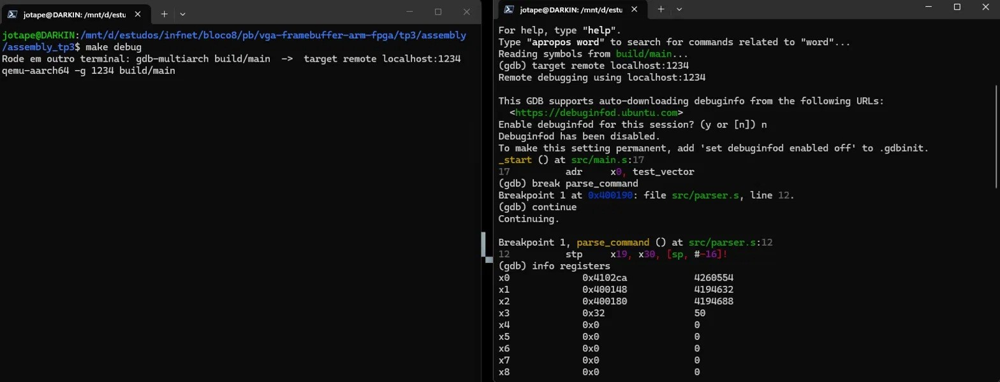 jotape@DARKIN: /mnt/d/estu
jotape@DARKIN:/mnt/d/estudos/infnet/bloco8/pb/vga-framebuffer-arm-fpga/tp3/assembly
/assembly_tp3$ make debug
Rode em outro terminal: gdb-multiarch build/main  ->  target remote localhost:1234
qemu-aarch64 -g 1234 build/main
jotape@DARKIN: /mnt/d/estu
For help, type "help".
Type "apropos word" to search for commands related to "word"...
Reading symbols from build/main...
(gdb) target remote localhost:1234
Remote debugging using localhost:1234
This GDB supports auto-downloading debuginfo from the following URLs:
  <https://debuginfod.ubuntu.com>
Enable debuginfod for this session? (y or [n]) n
Debuginfod has been disabled.
To make this setting permanent, add 'set debuginfod enabled off' to .gdbinit.
_start () at src/main.s:17
17          adr     x0, test_vector
(gdb) break parse_command
Breakpoint 1 at 0x400190: file src/parser.s, line 12.
(gdb) continue
Continuing.
Breakpoint 1, parse_command () at src/parser.s:12
12          stp     x19, x30, [sp, #-16]!
(gdb) info registers
x0             0x4102ca            4260554
x1             0x400148            4194632
x2             0x400180            4194688
x3             0x32                50
x4             0x0                 0
x5             0x0                 0
x6             0x0                 0
x7             0x0                 0
x8             0x0                 0